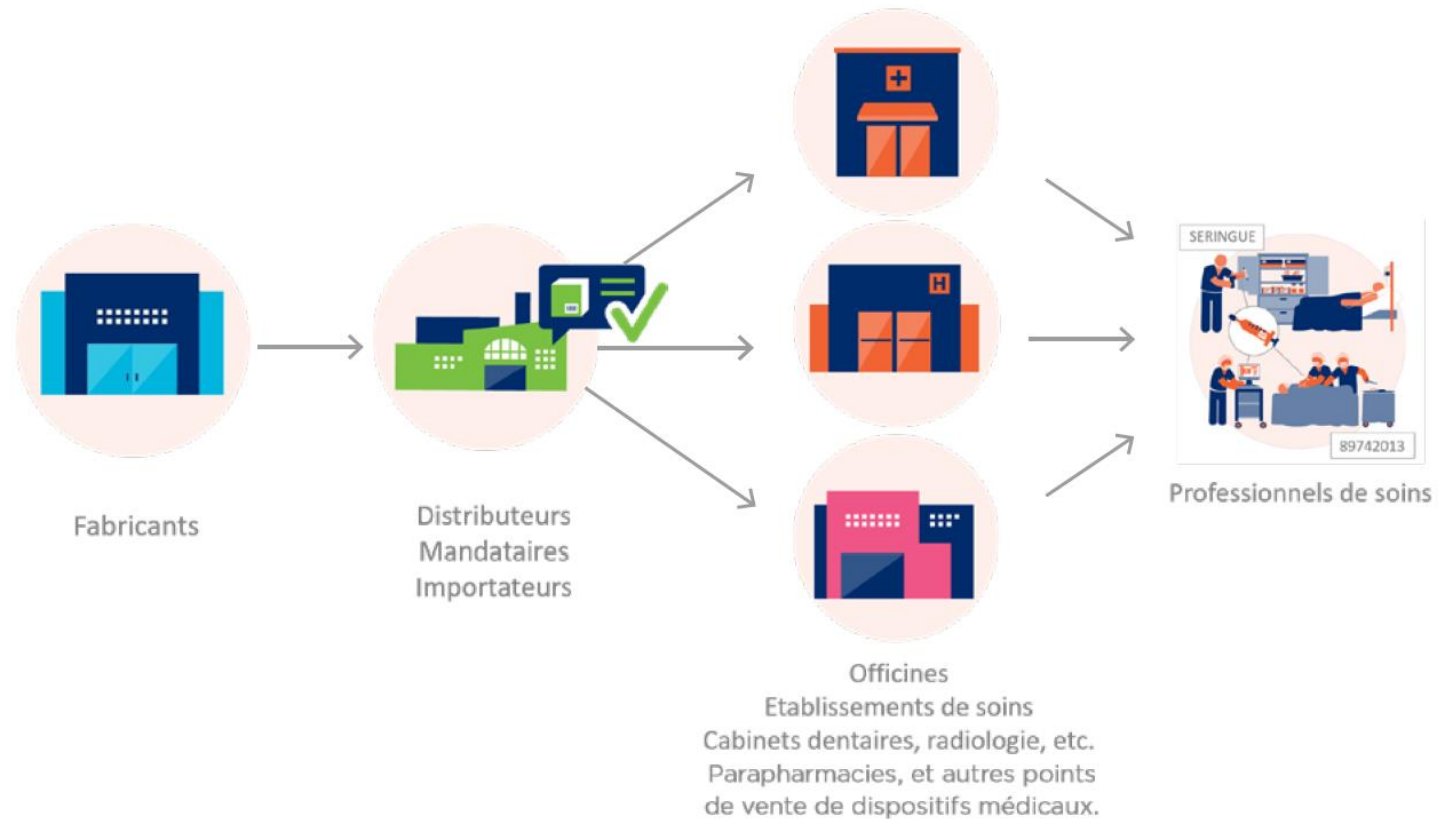 H
SERINGUE
89742013
Fabricants
Distributeurs
Mandataires
Importateurs
Professionnels de soins
Officines
Etablissements de soins
Cabinets dentaires, radiologie, etc.
Parapharmacies, et autres points
de vente de dispositifs médicaux.